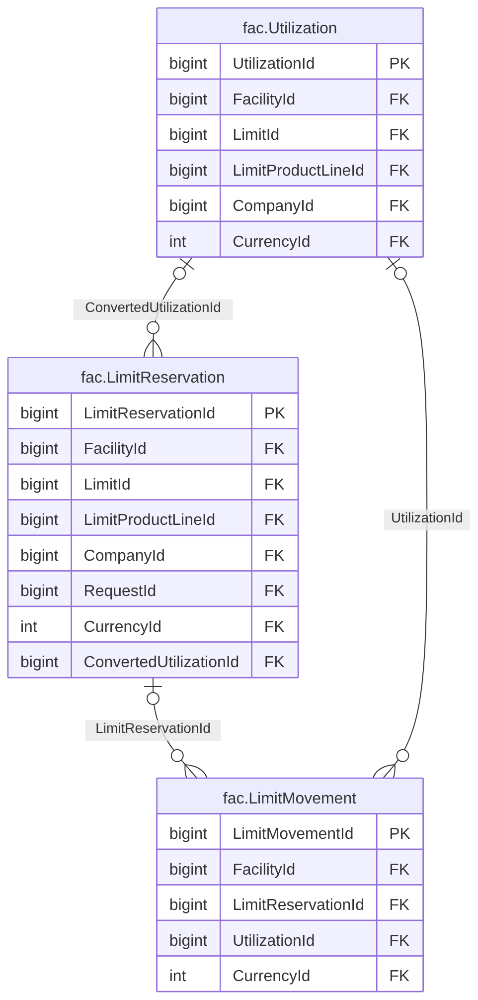 fac.Utilization
bigint UtilizationId PK
bigint FacilityId FK
bigint LimitId FK
bigint LimitProductLineId FK
bigint CompanyId FK
int CurrencyId FK
ConvertedUtilizationId
fac.LimitReservation
bigint LimitReservationId PK
bigint FacilityId FK
bigint LimitId FK
bigint LimitProductLineId FK
bigint CompanyId FK
bigint RequestId FK
int CurrencyId FK
bigint ConvertedUtilizationId FK
UtilizationId
LimitReservationId
fac.LimitMovement
bigint LimitMovementId PK
bigint FacilityId FK
bigint LimitReservationId FK
bigint UtilizationId FK
int CurrencyId FK